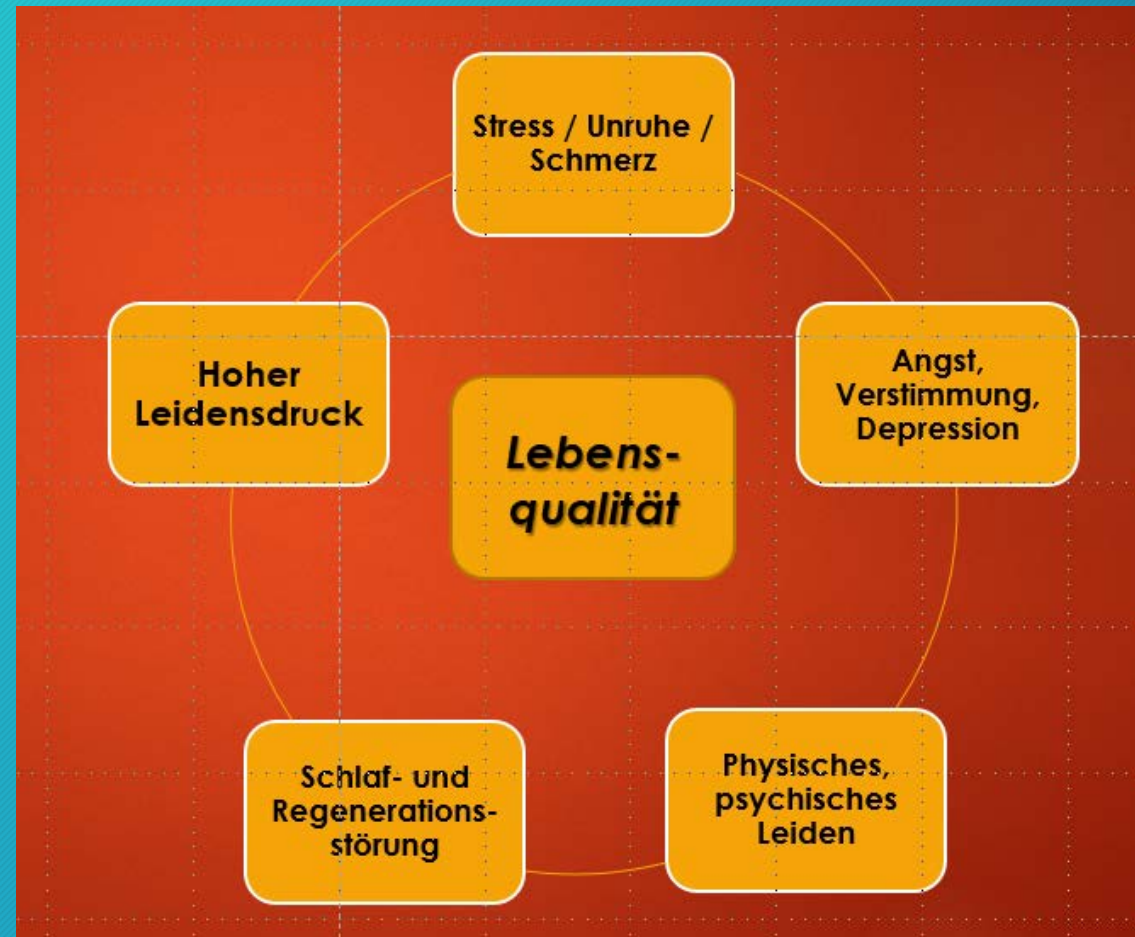 Stress / Unruhe /
Schmerz
Angst,
Verstimmung,
Depression
Physisches,
psychisches
Leiden
Schlaf- und
Regenerations-
störung
Hoher
Leidensdruck
Lebens-
qualität